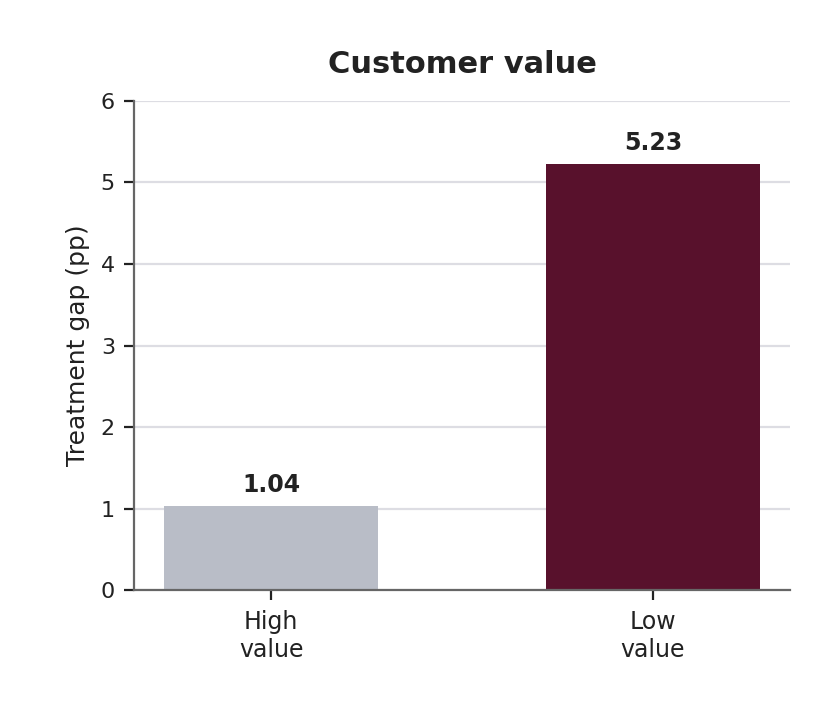 Customer value
Treatment gap (pp)
6
5
4
3
2
1
0
1.04
5.23
High
value
Low
value